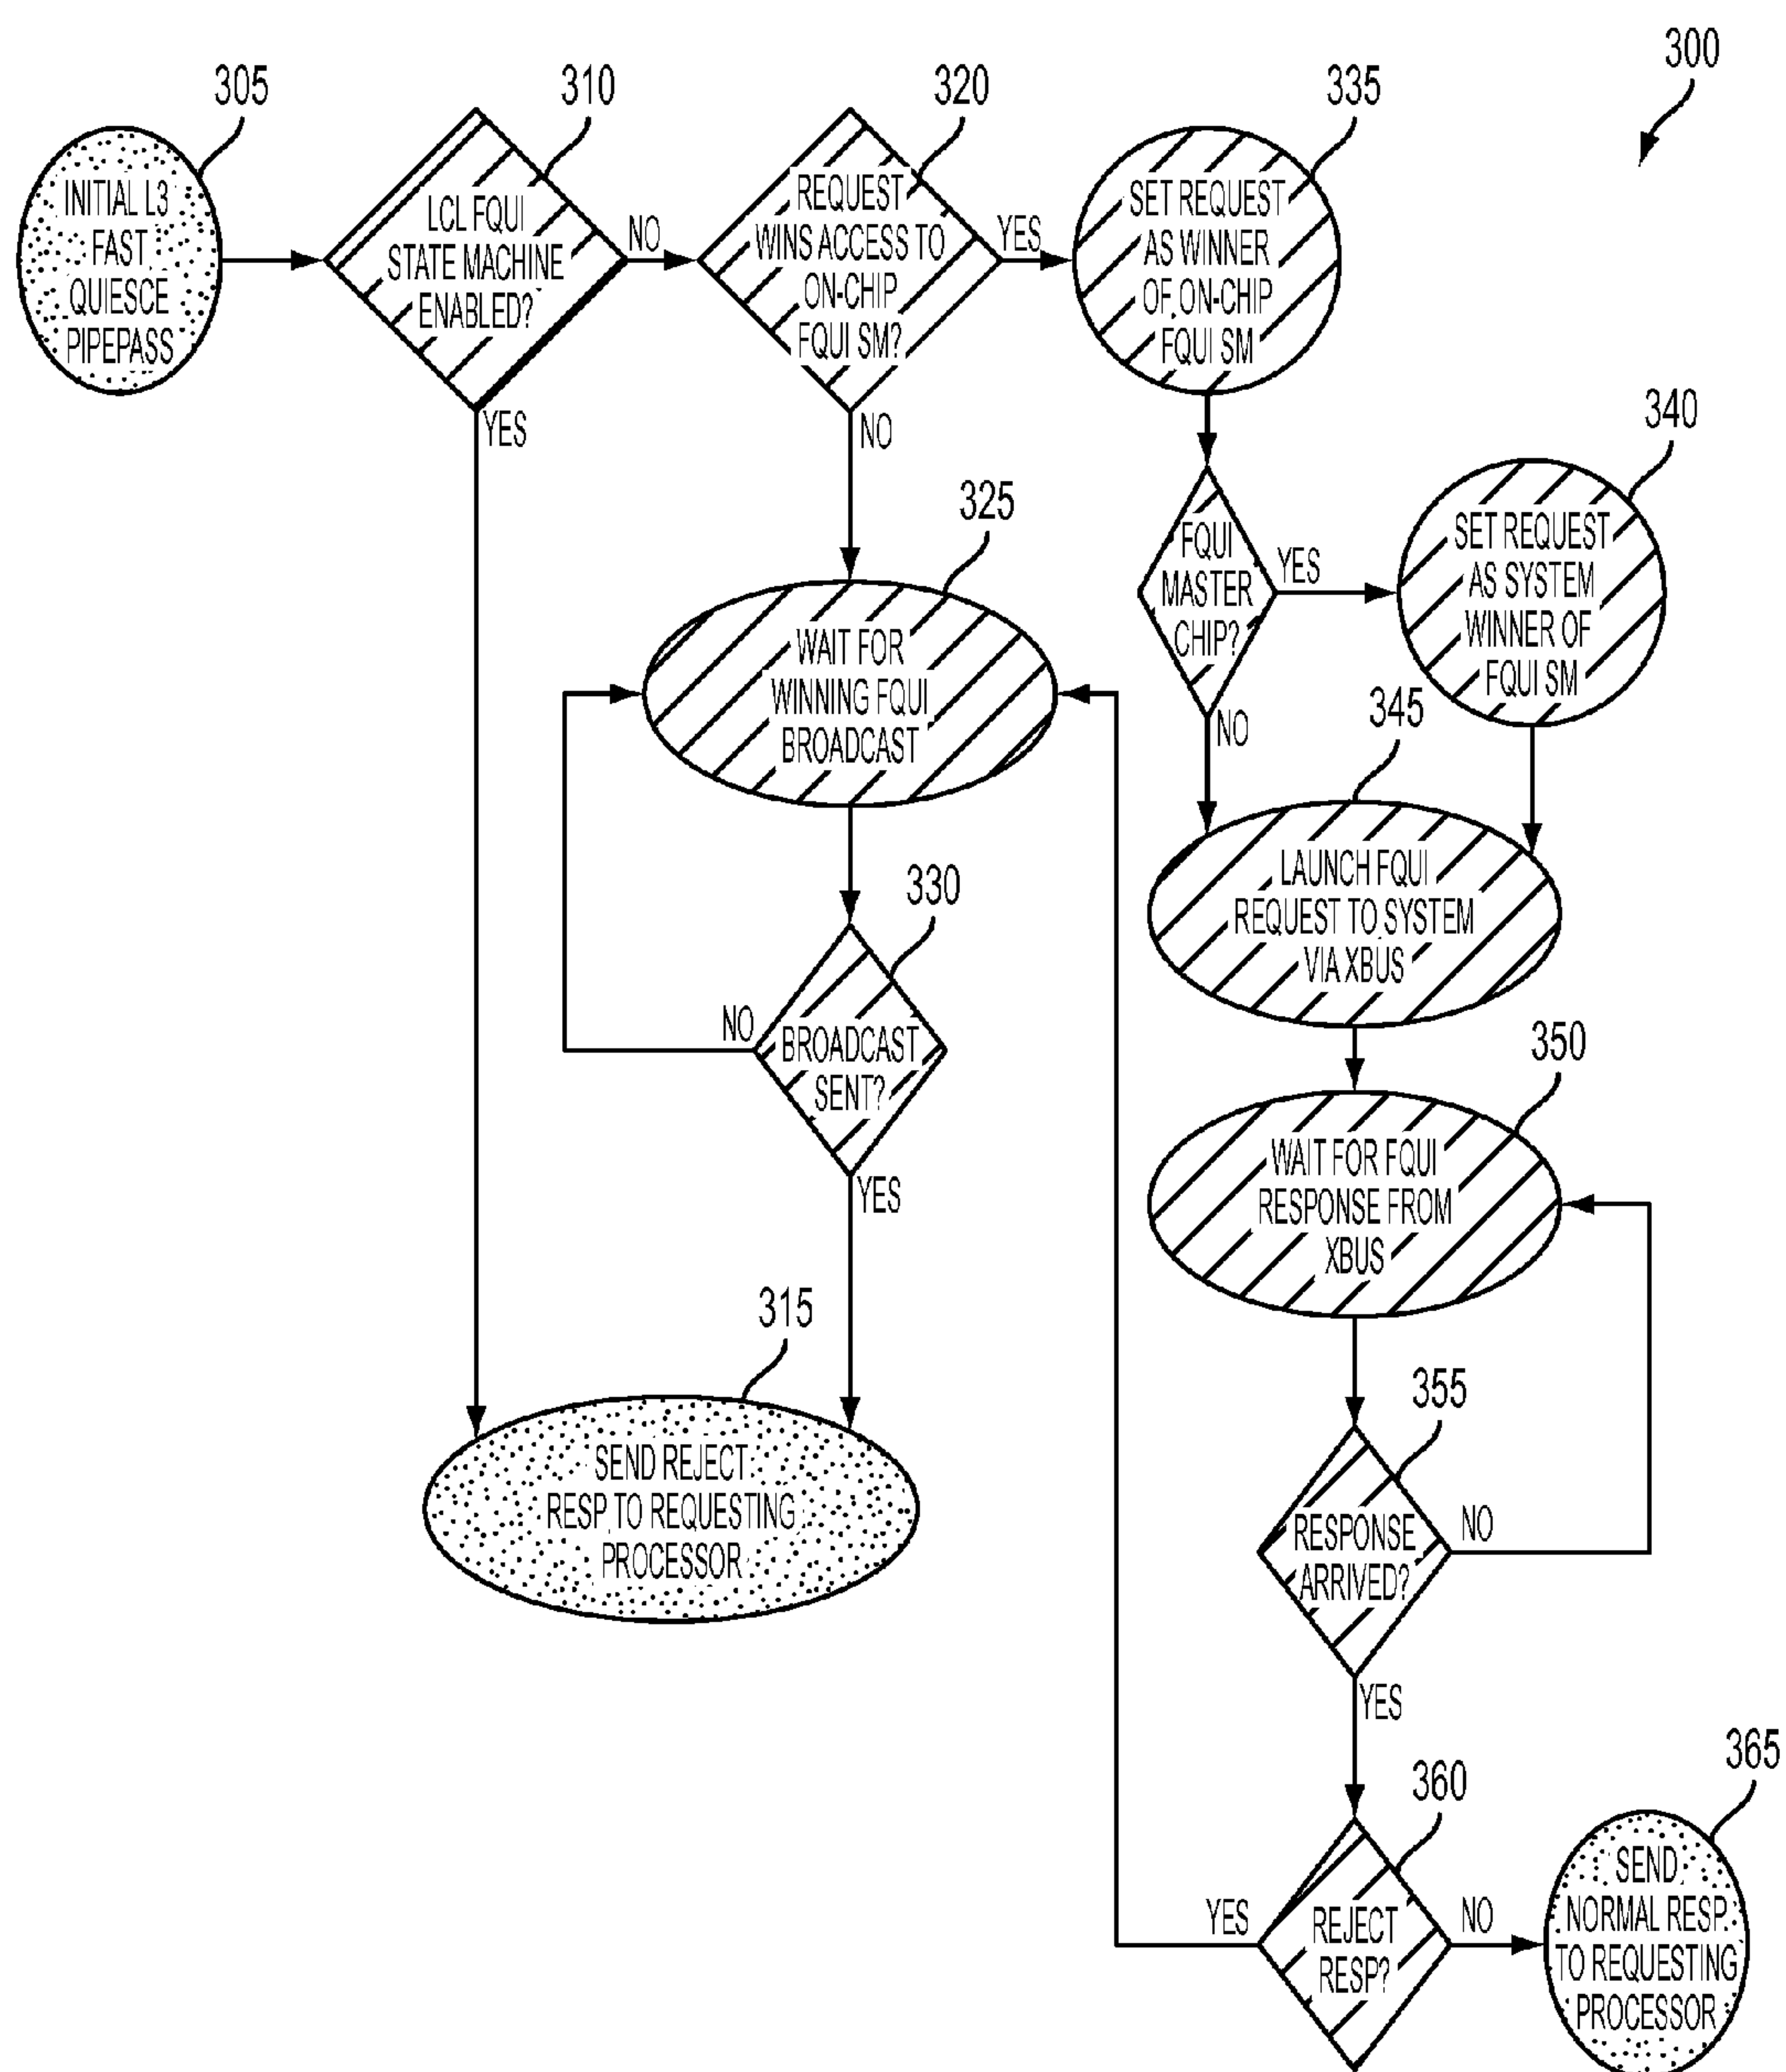 300
305
INITIAL L3
FAST
QUIESCE
PIPEPASS
310
LCL FQUI
STATE MACHINE
ENABLED?
NO
YES
320
REQUEST
WINS ACCESS TO
ON-CHIP
FQUI SM?
YES
NO
335
SET REQUEST
AS WINNER
OF ON-CHIP
FQUI SM
FQUI
MASTER
CHIP?
YES
NO
340
SET REQUEST
AS SYSTEM
WINNER OF
FQUI SM
325
WAIT FOR
WINNING FQUI
BROADCAST
330
BROADCAST
SENT?
NO
YES
315
SEND REJECT
RESP TO REQUESTING
PROCESSOR
345
LAUNCH FQUI
REQUEST TO SYSTEM
VIA XBUS
350
WAIT FOR FQUI
RESPONSE FROM
XBUS
355
RESPONSE
ARRIVED?
NO
YES
360
REJECT
RESP?
YES
NO
365
SEND
NORMAL RESP.
TO REQUESTING
PROCESSOR